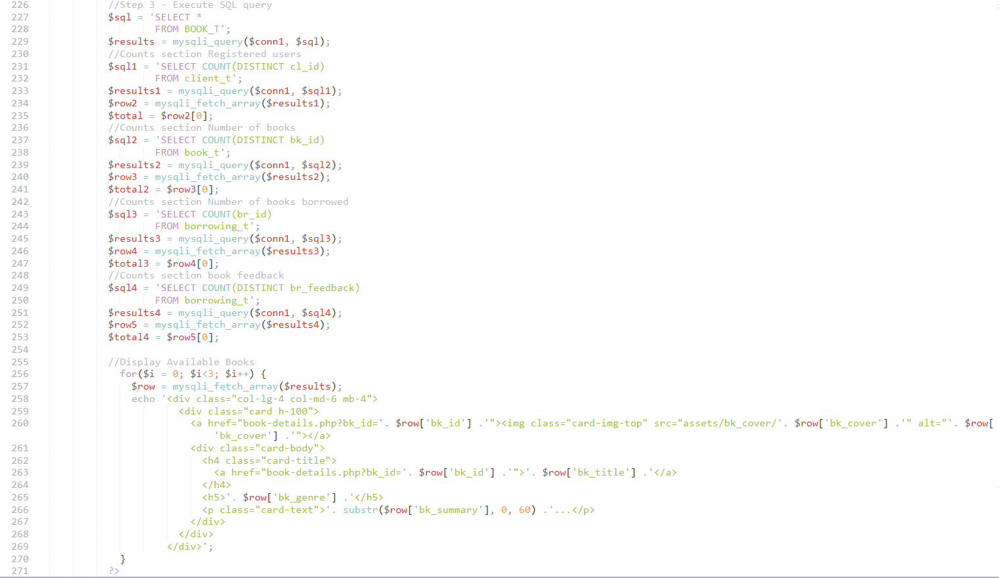 226 //Step 3 - Execute SQL query
227 $sql = 'SELECT *
228 FROM BOOK_T';
229 $results = mysqli_query($conn1, $sql);
230 //Counts section Registered users
231 $sql1 = 'SELECT COUNT(DISTINCT cl_id)
232 FROM client_t';
233 $results1 = mysqli_query($conn1, $sql1);
234 $row2 = mysqli_fetch_array($results1);
235 $total = $row2[0];
236 //Counts section Number of books
237 $sql2 = 'SELECT COUNT(DISTINCT bk_id)
238 FROM book_t';
239 $results2 = mysqli_query($conn1, $sql2);
240 $row3 = mysqli_fetch_array($results2);
241 $total2 = $row3[0];
242 //Counts section Number of books borrowed
243 $sql3 = 'SELECT COUNT(br_id)
244 FROM borrowing_t';
245 $results3 = mysqli_query($conn1, $sql3);
246 $row4 = mysqli_fetch_array($results3);
247 $total3 = $row4[0];
248 //Counts section book feedback
249 $sql4 = 'SELECT COUNT(DISTINCT br_feedback)
250 FROM borrowing_t';
251 $results4 = mysqli_query($conn1, $sql4);
252 $row5 = mysqli_fetch_array($results4);
253 $total4 = $row5[0];
254
255 //Display Available Books
256 for($i = 0; $i<3; $i++) {
257 $row = mysqli_fetch_array($results);
258 echo '<div class="col-lg-4 col-md-6 mb-4">
259 <div class="card h-100">
260 <a href="book-details.php?bk_id='. $row['bk_id'] .'"><img class="card-img-top" src="assets/bk_cover/'. $row['bk_cover'] .'" alt="'. $row[
'bk_cover'] .'"></a>
261 <div class="card-body">
262 <h4 class="card-title">
263 <a href="book-details.php?bk_id='. $row['bk_id'] .'">'. $row['bk_title'] .'</a>
264 </h4>
265 <h5>'. $row['bk_genre'] .'</h5>
266 <p class="card-text">'. substr($row['bk_summary'], 0, 60) .'...</p>
267 </div>
268 </div>
269 </div>';
270 }
271 ?>